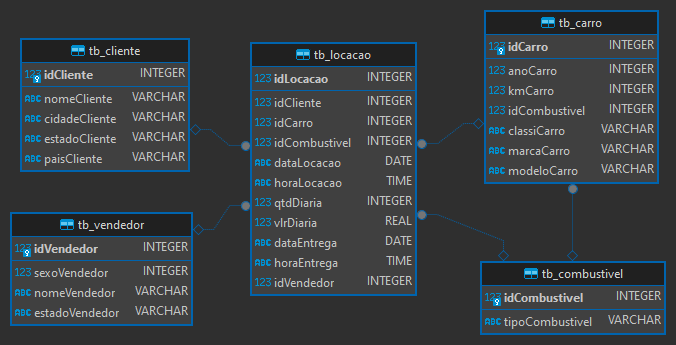 tb_cliente
123 idCliente INTEGER
ABC nomeCliente VARCHAR
ABC cidadeCliente VARCHAR
ABC estadoCliente VARCHAR
ABC paisCliente VARCHAR
tb_vendedor
123 idVendedor INTEGER
123 sexoVendedor INTEGER
ABC nomeVendedor VARCHAR
ABC estadoVendedor VARCHAR
tb_locacao
123 idLocacao INTEGER
123 idCliente INTEGER
123 idCarro INTEGER
123 idCombustivel INTEGER
ABC dataLocacao DATE
ABC horaLocacao TIME
123 qtdDiaria INTEGER
123 vlrDiaria REAL
ABC dataEntrega DATE
ABC horaEntrega TIME
123 idVendedor INTEGER
tb_carro
123 idCarro INTEGER
123 anoCarro INTEGER
123 kmCarro INTEGER
123 idCombustivel INTEGER
ABC classiCarro VARCHAR
ABC marcaCarro VARCHAR
ABC modeloCarro VARCHAR
tb_combustivel
123 idCombustivel INTEGER
ABC tipoCombustivel VARCHAR